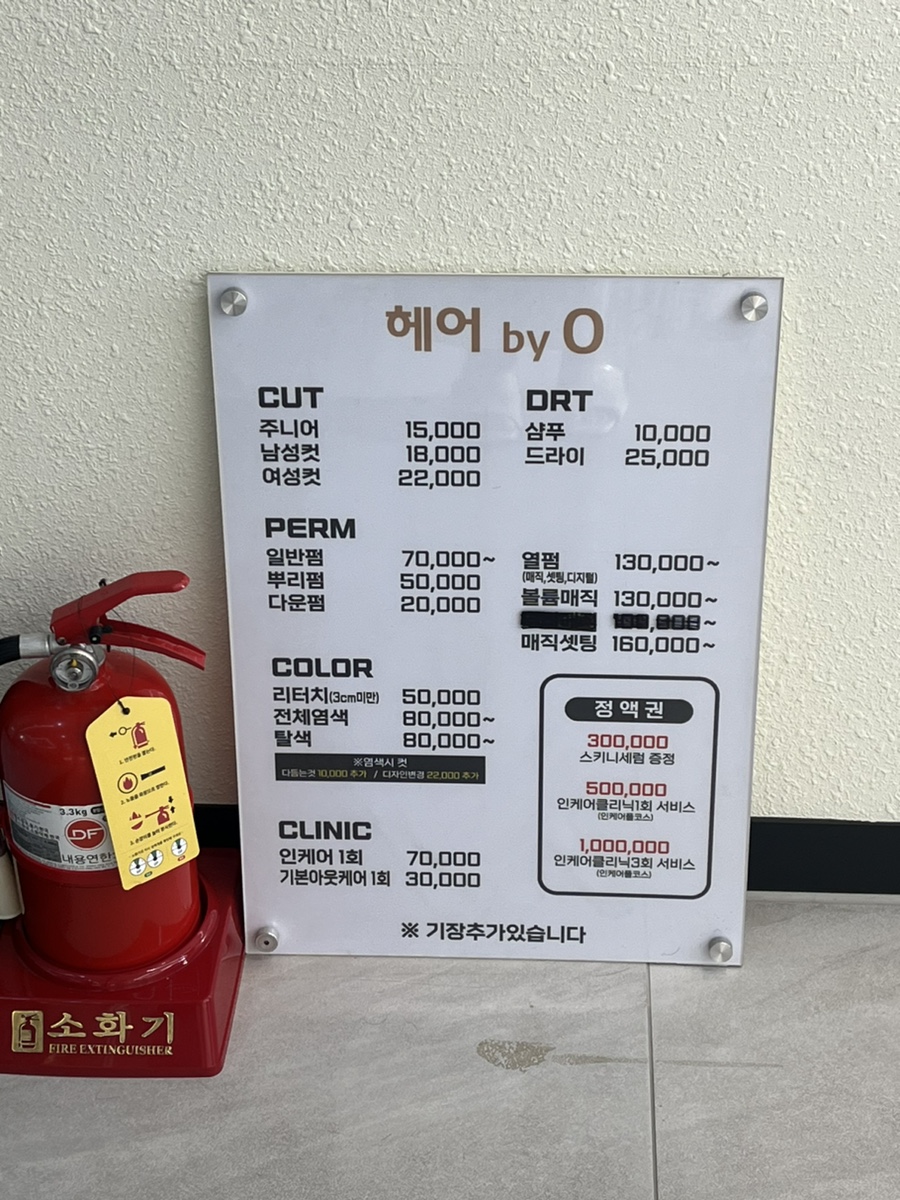 헤어 by O
CUT
주니어 15,000
남성컷 18,000
여성컷 22,000
DRT
샴푸 10,000
드라이 25,000
PERM
일반펌 70,000~
뿌리펌 50,000
다운펌 20,000
열펌 130,000~
(매직,셋팅,디지털)
볼륨매직 130,000~
~
매직셋팅 160,000~
COLOR
리터치(3cm미만) 50,000
전체염색 80,000~
탈색 80,000~
※염색시 컷
다듬는것 10,000 추가 / 디자인변경 22,000 추가
CLINIC
인케어 1회 70,000
기본아웃케어 1회 30,000
정액권
300,000
스키니세럼 증정
500,000
인케어클리닉1회 서비스
(인케어풀코스)
1,000,000
인케어클리닉3회 서비스
(인케어풀코스)
※ 기장추가있습니다
3.3kg
DF
소화기
FIRE EXTINGUISHER